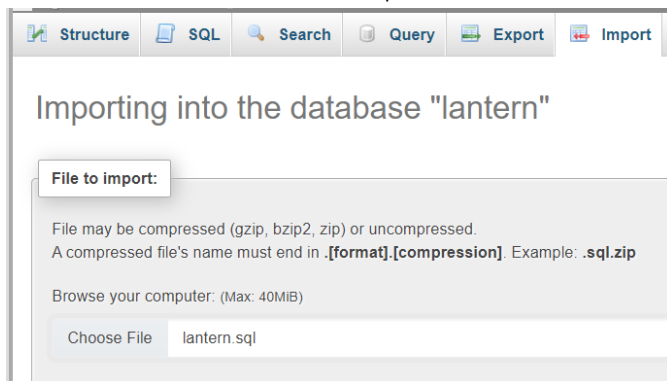 Structure SQL Search Query Export Import
Importing into the database "lantern"
File to import:
File may be compressed (gzip, bzip2, zip) or uncompressed.
A compressed file's name must end in .[format].[compression]. Example: .sql.zip
Browse your computer: (Max: 40MiB)
Choose File lantern.sql